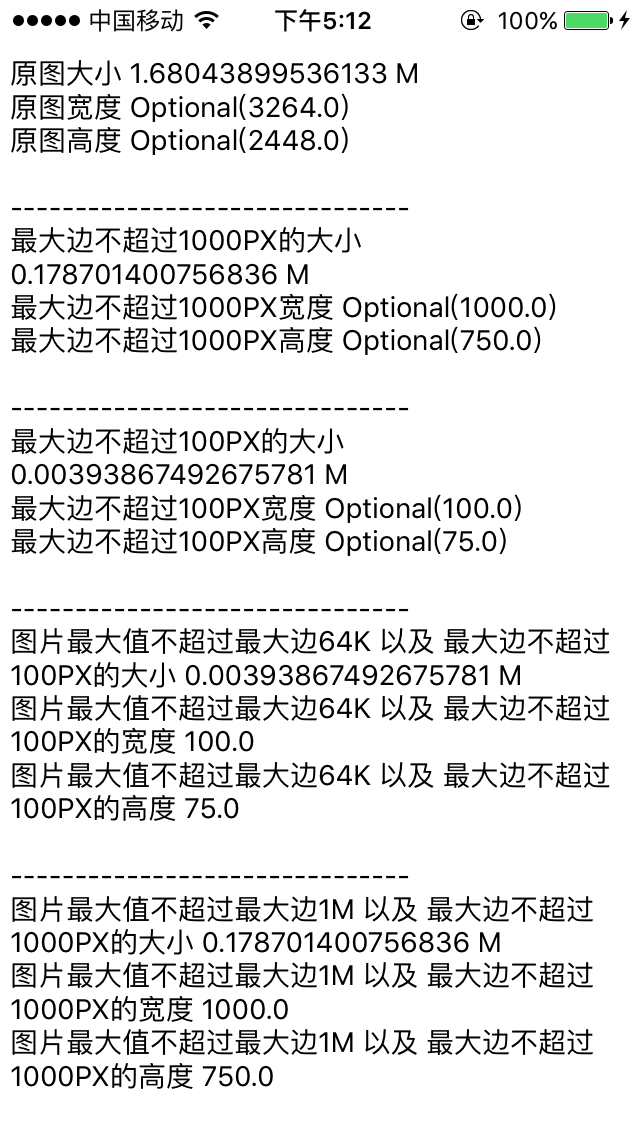 中国移动 下午5:12 100%
原图大小 1.68043899536133 M
原图宽度 Optional(3264.0)
原图高度 Optional(2448.0)
-------------------------------
最大边不超过1000PX的大小
0.178701400756836 M
最大边不超过1000PX宽度 Optional(1000.0)
最大边不超过1000PX高度 Optional(750.0)
-------------------------------
最大边不超过100PX的大小
0.00393867492675781 M
最大边不超过100PX宽度 Optional(100.0)
最大边不超过100PX高度 Optional(75.0)
-------------------------------
图片最大值不超过最大边64K 以及 最大边不超过
100PX的大小 0.00393867492675781 M
图片最大值不超过最大边64K 以及 最大边不超过
100PX的宽度 100.0
图片最大值不超过最大边64K 以及 最大边不超过
100PX的高度 75.0
-------------------------------
图片最大值不超过最大边1M 以及 最大边不超过
1000PX的大小 0.178701400756836 M
图片最大值不超过最大边1M 以及 最大边不超过
1000PX的宽度 1000.0
图片最大值不超过最大边1M 以及 最大边不超过
1000PX的高度 750.0